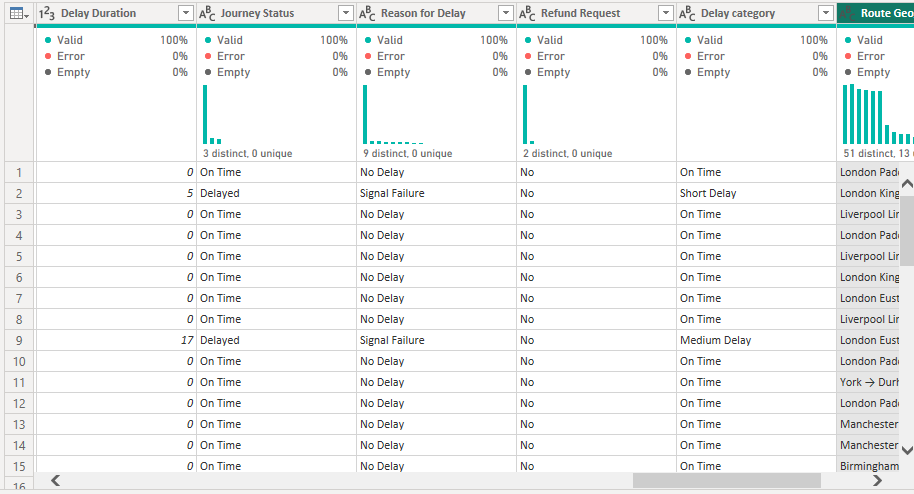 1²3 Delay Duration ABC Journey Status ABC Reason for Delay ABC Refund Request ABC Delay category ABC Route Geo
Valid 100% Valid 100% Valid 100% Valid 100% Valid 100% Valid
Error 0% Error 0% Error 0% Error 0% Error 0% Error
Empty 0% Empty 0% Empty 0% Empty 0% Empty 0% Empty
3 distinct, 0 unique 9 distinct, 0 unique 2 distinct, 0 unique 51 distinct, 13
1 0 On Time No Delay No On Time London Pad
2 5 Delayed Signal Failure No Short Delay London King
3 0 On Time No Delay No On Time Liverpool Lin
4 0 On Time No Delay No On Time London Pad
5 0 On Time No Delay No On Time Liverpool Lin
6 0 On Time No Delay No On Time London King
7 0 On Time No Delay No On Time London Eust
8 0 On Time No Delay No On Time Liverpool Lin
9 17 Delayed Signal Failure No Medium Delay London Eust
10 0 On Time No Delay No On Time London Pad
11 0 On Time No Delay No On Time York → Durh
12 0 On Time No Delay No On Time London Pad
13 0 On Time No Delay No On Time Manchester
14 0 On Time No Delay No On Time Manchester
15 0 On Time No Delay No On Time Birmingham
16